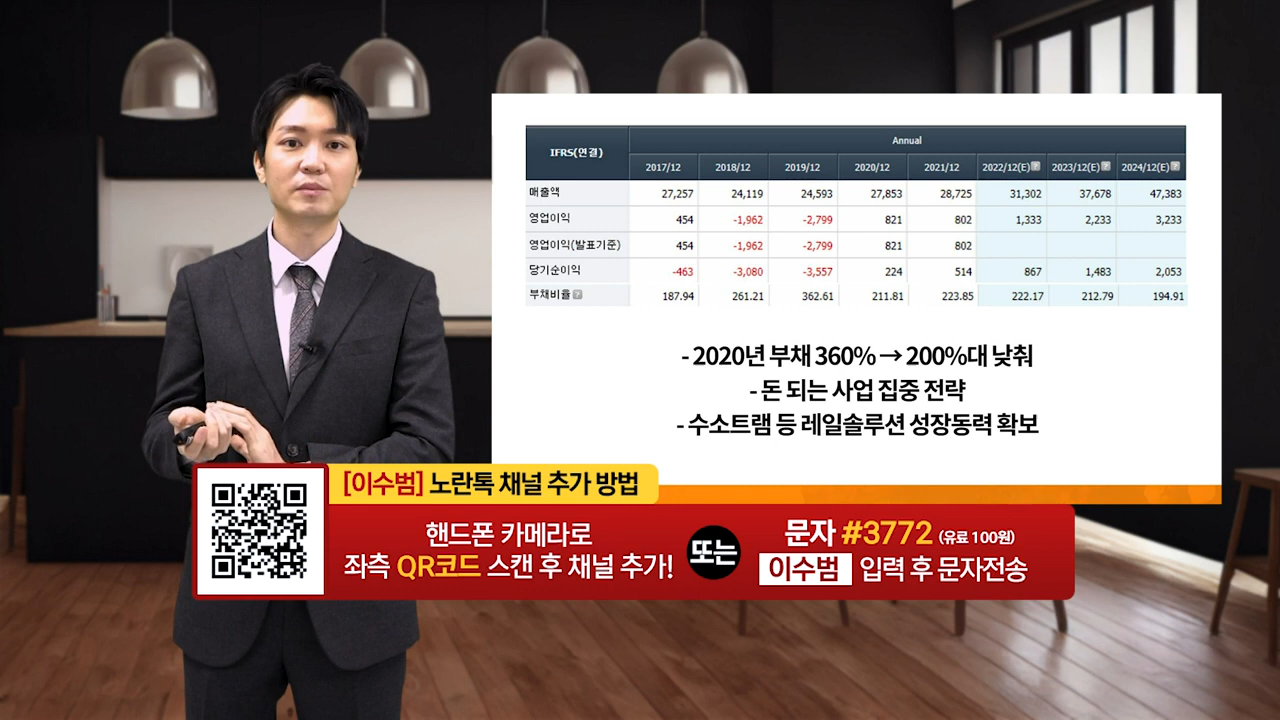 IFRS(연결) Annual
2017/12 2018/12 2019/12 2020/12 2021/12 2022/12(E) 2023/12(E) 2024/12(E)
매출액 27,257 24,119 24,593 27,853 28,725 31,302 37,678 47,383
영업이익 454 -1,962 -2,799 821 802 1,333 2,233 3,233
영업이익(발표기준) 454 -1,962 -2,799 821 802
당기순이익 -463 -3,080 -3,557 224 514 867 1,483 2,053
부채비율 187.94 261.21 362.61 211.81 223.85 222.17 212.79 194.91
- 2020년 부채 360% → 200%대 낮춰
- 돈 되는 사업 집중 전략
- 수소트램 등 레일솔루션 성장동력 확보
[이수범] 노란톡 채널 추가 방법
핸드폰 카메라로
좌측 QR코드 스캔 후 채널 추가!
또는
문자 #3772 (유료 100원)
이수범 입력 후 문자전송